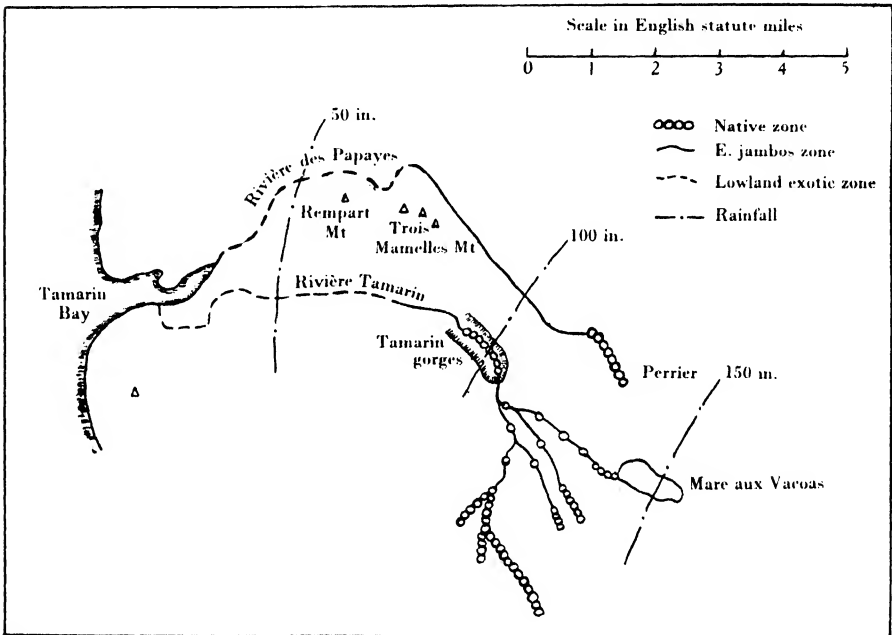 Scale in English statute miles
0 1 2 3 4 5
Native zone
E. jambos zone
Lowland exotic zone
Rainfall
50 in.
Rivière des Papayes
Rempart
Mt
Trois
Mamelles Mt
100 in.
Tamarin
Bay
Rivière Tamarin
Tamarin
gorges
Perrier
150 in.
Mare aux Vacoas